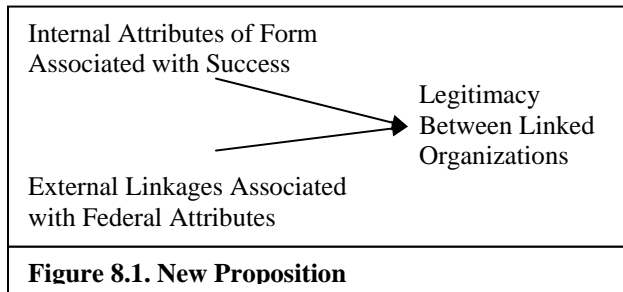 Internal Attributes of Form
Associated with Success
Legitimacy
Between Linked
Organizations
External Linkages Associated
with Federal Attributes
Figure 8.1. New Proposition